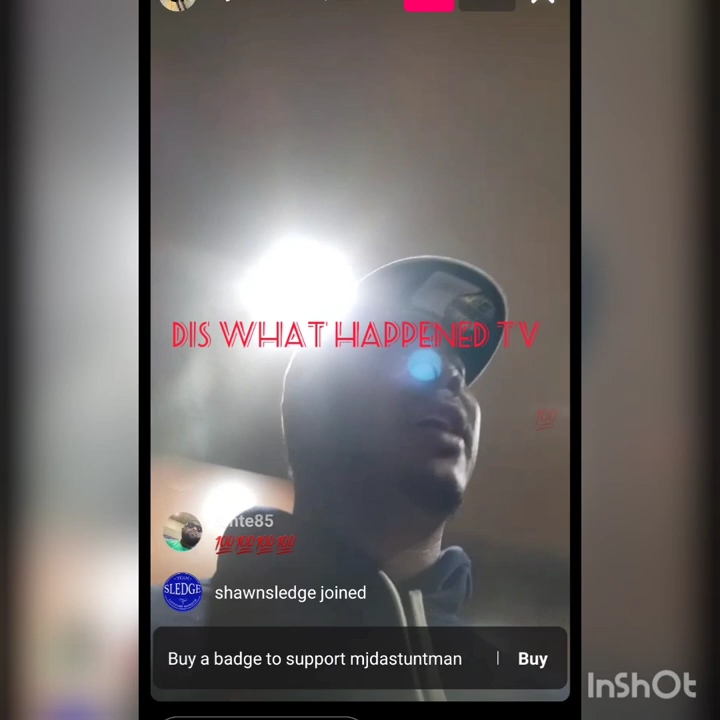 DIS WHAT HAPPENED TV
💯
nte85
💯💯💯💯
SLEDGE
shawnsledge joined
Buy a badge to support mjdastuntman | Buy
InShOt